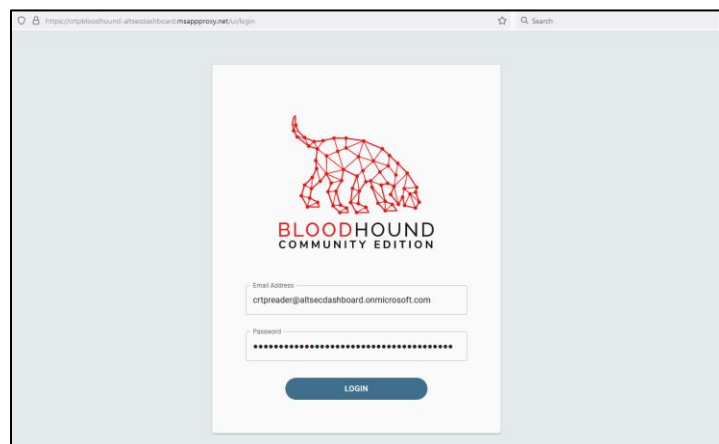 https://crtpbloodhound-altsecdashboard.msappproxy.net/ui/login
Search
BLOODHOUND
COMMUNITY EDITION
Email Address
crtpreader@altsecdashboard.onmicrosoft.com
Password
LOGIN